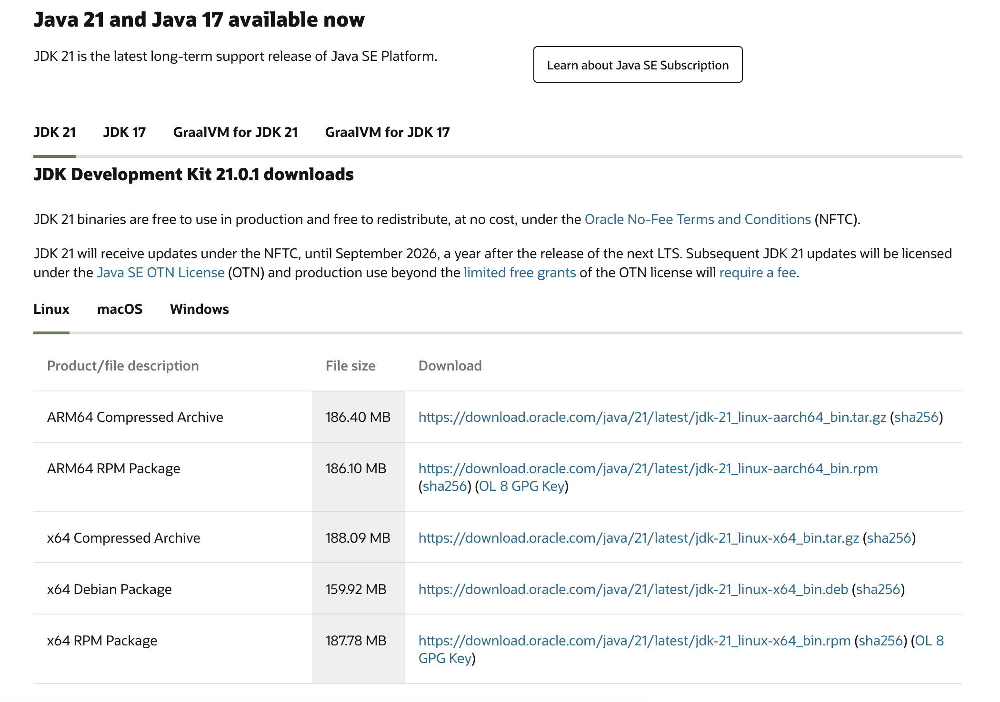 Java 21 and Java 17 available now
JDK 21 is the latest long-term support release of Java SE Platform.
Learn about Java SE Subscription
JDK 21 JDK 17 GraalVM for JDK 21 GraalVM for JDK 17
JDK Development Kit 21.0.1 downloads
JDK 21 binaries are free to use in production and free to redistribute, at no cost, under the Oracle No-Fee Terms and Conditions (NFTC).
JDK 21 will receive updates under the NFTC, until September 2026, a year after the release of the next LTS. Subsequent JDK 21 updates will be licensed
under the Java SE OTN License (OTN) and production use beyond the limited free grants of the OTN license will require a fee.
Linux macOS Windows
Product/file description File size Download
ARM64 Compressed Archive 186.40 MB https://download.oracle.com/java/21/latest/jdk-21_linux-aarch64_bin.tar.gz (sha256)
ARM64 RPM Package 186.10 MB https://download.oracle.com/java/21/latest/jdk-21_linux-aarch64_bin.rpm
(sha256) (OL 8 GPG Key)
x64 Compressed Archive 188.09 MB https://download.oracle.com/java/21/latest/jdk-21_linux-x64_bin.tar.gz (sha256)
x64 Debian Package 159.92 MB https://download.oracle.com/java/21/latest/jdk-21_linux-x64_bin.deb (sha256)
x64 RPM Package 187.78 MB https://download.oracle.com/java/21/latest/jdk-21_linux-x64_bin.rpm (sha256) (OL 8
GPG Key)